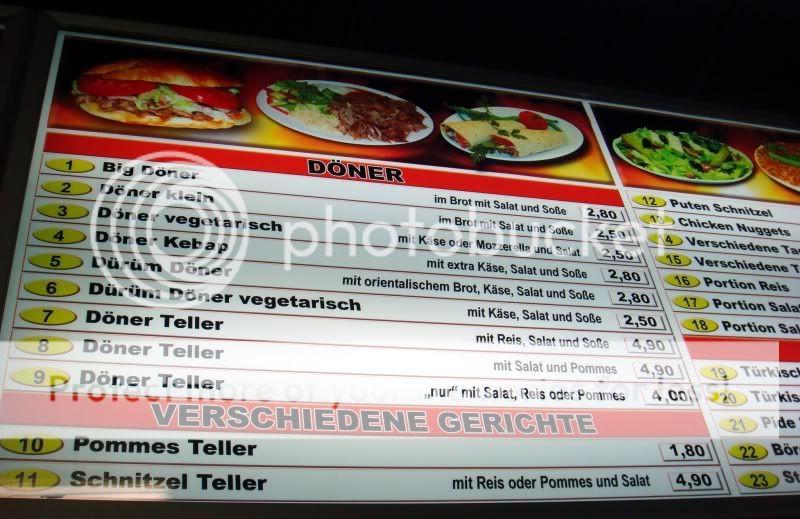 DÖNER
1 Big Döner im Brot mit Salat und Soße 2,80
2 Döner klein im Brot mit Salat und Soße 2,50
3 Döner vegetarisch mit Käse oder Mozzerella und Salat 2,50
4 Döner Kebap mit extra Käse, Salat und Soße 2,80
5 Dürüm Döner mit orientalischem Brot, Käse, Salat und Soße 2,80
6 Dürüm Döner vegetarisch mit Käse, Salat und Soße 2,50
7 Döner Teller mit Reis, Salat und Soße 4,90
8 Döner Teller mit Salat und Pommes 4,90
9 Döner Teller „nur“ mit Salat, Reis oder Pommes 4,00
VERSCHIEDENE GERICHTE
10 Pommes Teller 1,80
11 Schnitzel Teller mit Reis oder Pommes und Salat 4,90
12 Puten Schnitzel
13 Chicken Nuggets
14 Verschiedene
15 Verschiedene
16 Portion Reis
17 Portion
18 Portion
19
20
21 Pide
22
23
photobucket
Protect more of your for less!